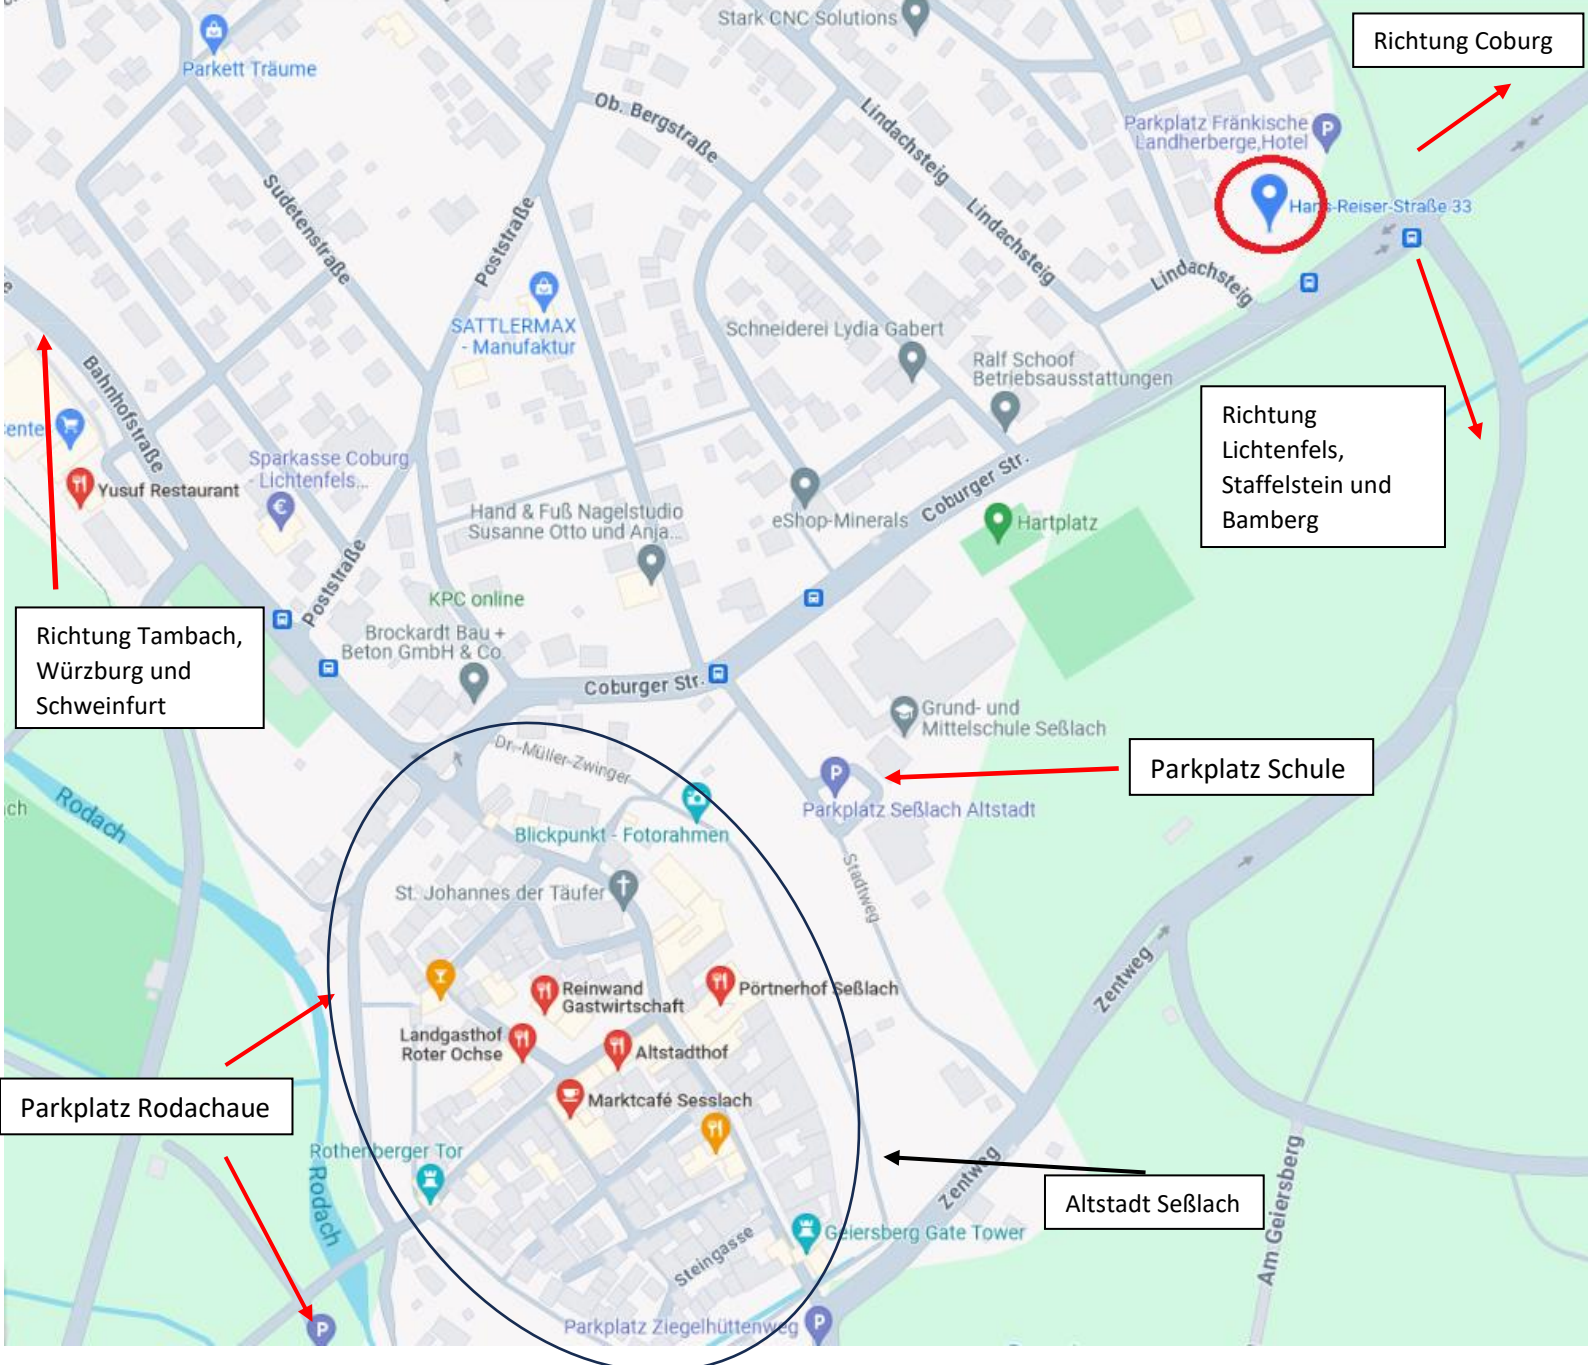 Stark CNC Solutions
Richtung Coburg
Parkett Träume
Ob. Bergstraße
Lindachsteig
Parkplatz Fränkische
Landherberge,Hotel
P
Hans-Reiser-Straße 33
Sudetenstraße
Poststraße
Lindachsteig
Lindachsteig
SATTLERMAX
- Manufaktur
Schneiderei Lydia Gabert
Ralf Schoof
Betriebsausstattungen
Bahnhofstraße
Richtung
Lichtenfels,
Staffelstein und
Bamberg
Sparkasse Coburg
- Lichtenfels...
€
Yusuf Restaurant
Hand & Fuß Nagelstudio
Susanne Otto und Anja...
eShop-Minerals
Coburger Str.
Hartplatz
Poststraße
KPC online
Brockardt Bau +
Beton GmbH & Co
Richtung Tambach,
Würzburg und
Schweinfurt
Coburger Str.
Grund- und
Mittelschule Seßlach
Dr.-Müller-Zwinger
Parkplatz Schule
P
Parkplatz Seßlach Altstadt
Rodach
ach
Blickpunkt - Fotorahmen
St. Johannes der Täufer
Stadtweg
Zentweg
Reinwand
Gastwirtschaft
Pörtnerhof Seßlach
Landgasthof
Roter Ochse
Altstadthof
Marktcafé Sesslach
Parkplatz Rodachaue
Rothenberger Tor
Rodach
Zentweg
Altstadt Seßlach
Am Geiersberg
Geiersberg Gate Tower
Steingasse
Parkplatz Ziegelhüttenweg
P
P